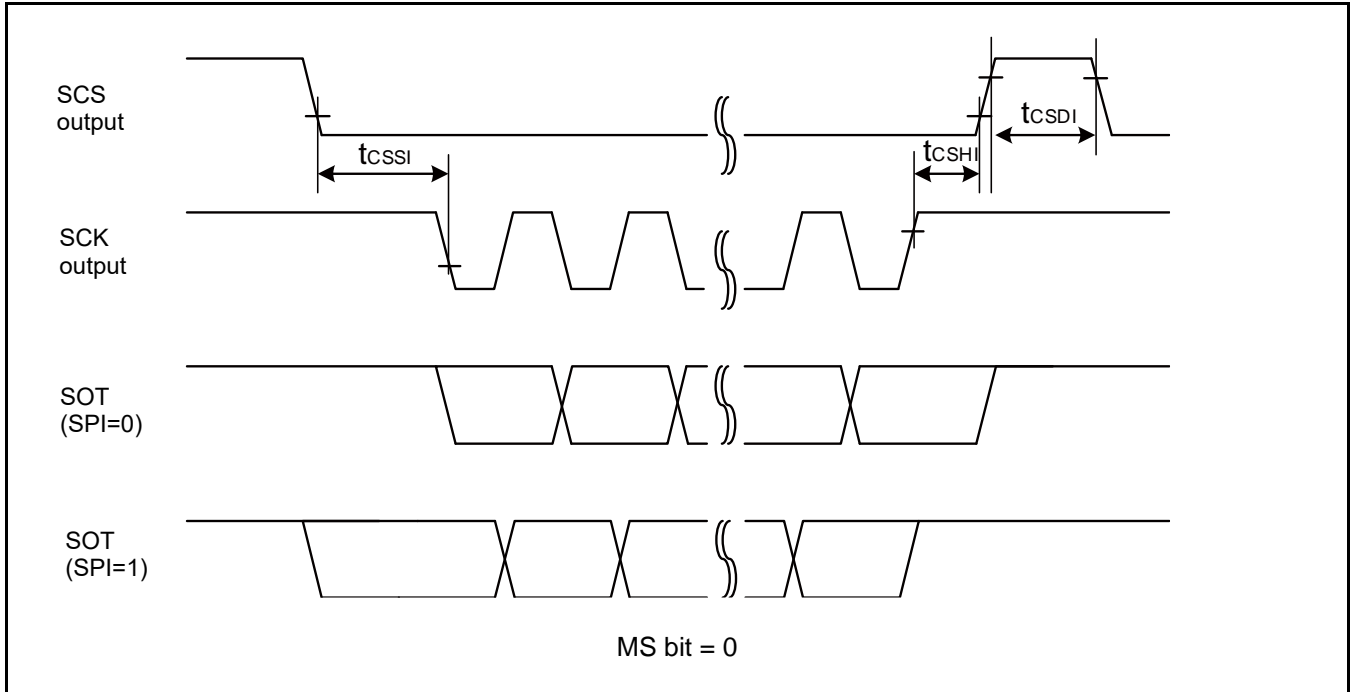 SCS
output
tCSSI
tCSHI
tCSDI
SCK
output
SOT
(SPI=0)
SOT
(SPI=1)
MS bit = 0